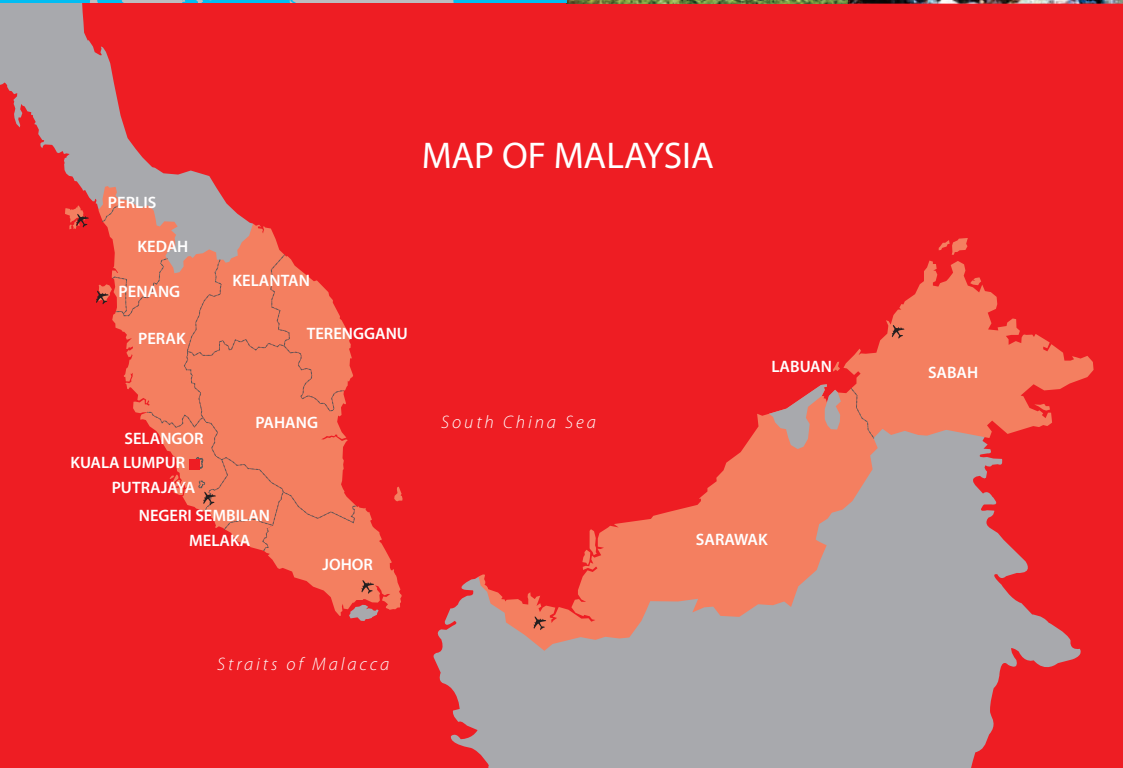 MAP OF MALAYSIA
PERLIS
KEDAH
KELANTAN
PENANG
TERENGGANU
PERAK
LABUAN
SABAH
PAHANG
South China Sea
SELANGOR
KUALA LUMPUR
PUTRAJAYA
NEGERI SEMBILAN
MELAKA
SARAWAK
JOHOR
Straits of Malacca